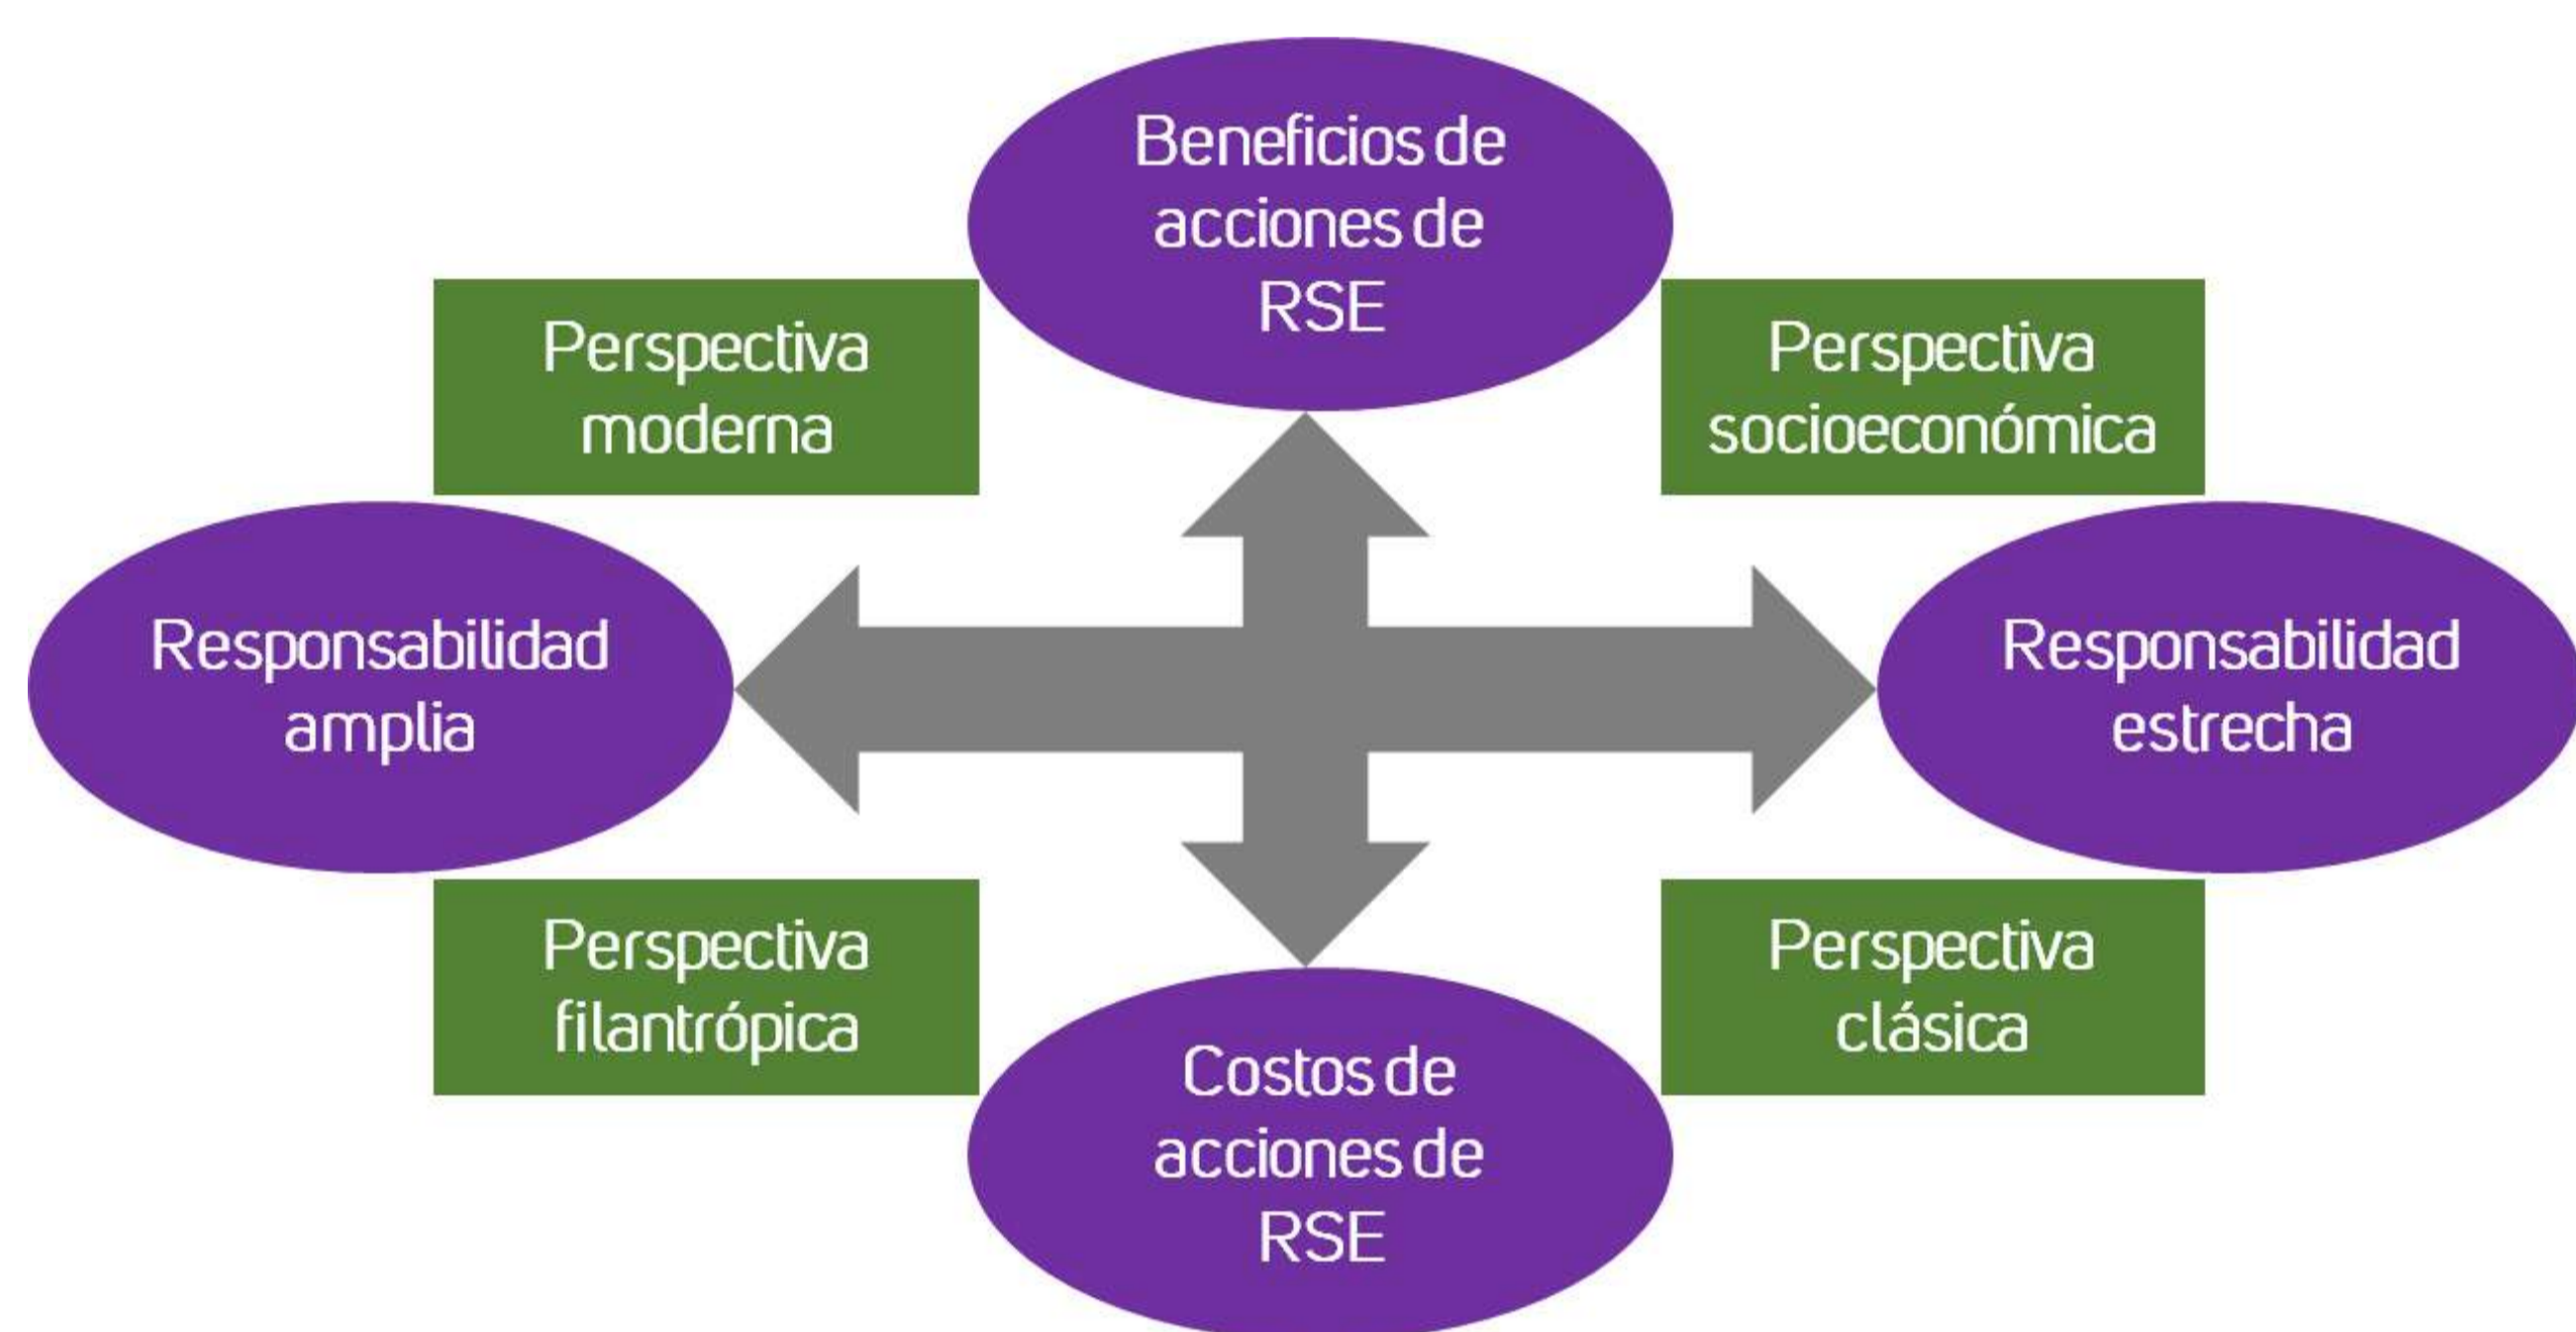 Beneficios de
acciones de
RSE
Perspectiva
moderna
Perspectiva
socioeconómica
Responsabilidad
amplia
Responsabilidad
estrecha
Perspectiva
filantrópica
Perspectiva
clásica
Costos de
acciones de
RSE